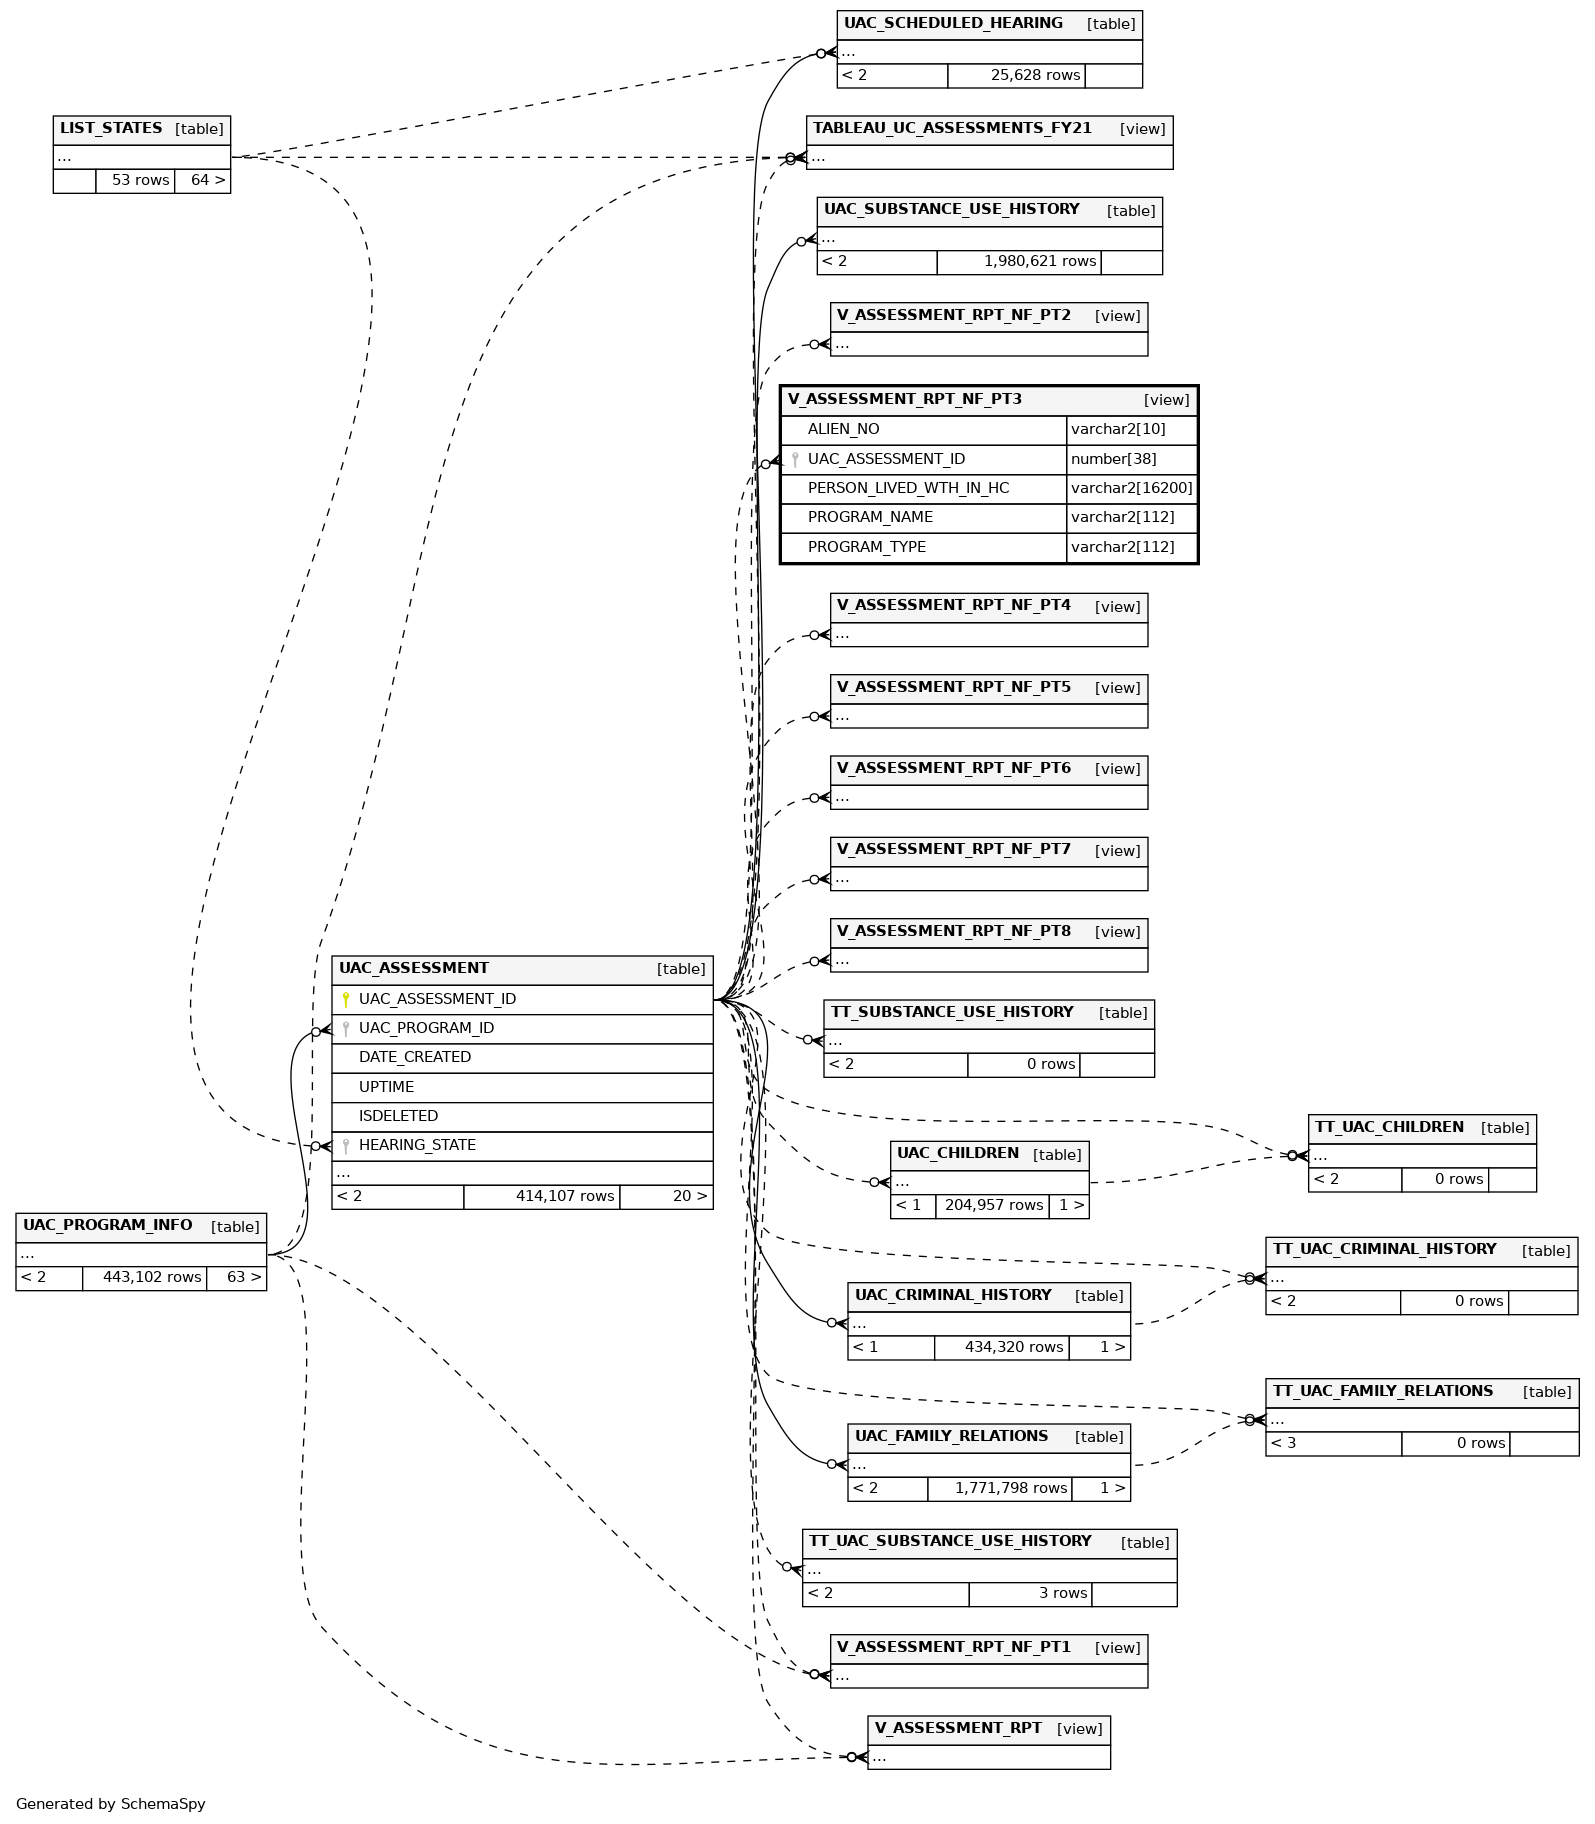 UAC_SCHEDULED_HEARING [table]
...
< 2 25,628 rows
LIST_STATES [table]
...
53 rows 64 >
TABLEAU_UC_ASSESSMENTS_FY21 [view]
...
UAC_SUBSTANCE_USE_HISTORY [table]
...
< 2 1,980,621 rows
V_ASSESSMENT_RPT_NF_PT2 [view]
...
V_ASSESSMENT_RPT_NF_PT3 [view]
ALIEN_NO varchar2[10]
UAC_ASSESSMENT_ID number[38]
PERSON_LIVED_WTH_IN_HC varchar2[16200]
PROGRAM_NAME varchar2[112]
PROGRAM_TYPE varchar2[112]
V_ASSESSMENT_RPT_NF_PT4 [view]
...
V_ASSESSMENT_RPT_NF_PT5 [view]
...
V_ASSESSMENT_RPT_NF_PT6 [view]
...
V_ASSESSMENT_RPT_NF_PT7 [view]
...
V_ASSESSMENT_RPT_NF_PT8 [view]
...
UAC_ASSESSMENT [table]
UAC_ASSESSMENT_ID
UAC_PROGRAM_ID
DATE_CREATED
UPTIME
ISDELETED
HEARING_STATE
...
< 2 414,107 rows 20 >
TT_SUBSTANCE_USE_HISTORY [table]
...
< 2 0 rows
TT_UAC_CHILDREN [table]
...
< 2 0 rows
UAC_CHILDREN [table]
...
< 1 204,957 rows 1 >
UAC_PROGRAM_INFO [table]
...
< 2 443,102 rows 63 >
TT_UAC_CRIMINAL_HISTORY [table]
...
< 2 0 rows
UAC_CRIMINAL_HISTORY [table]
...
< 1 434,320 rows 1 >
TT_UAC_FAMILY_RELATIONS [table]
...
< 3 0 rows
UAC_FAMILY_RELATIONS [table]
...
< 2 1,771,798 rows 1 >
TT_UAC_SUBSTANCE_USE_HISTORY [table]
...
< 2 3 rows
V_ASSESSMENT_RPT_NF_PT1 [view]
...
V_ASSESSMENT_RPT [view]
...
Generated by SchemaSpy